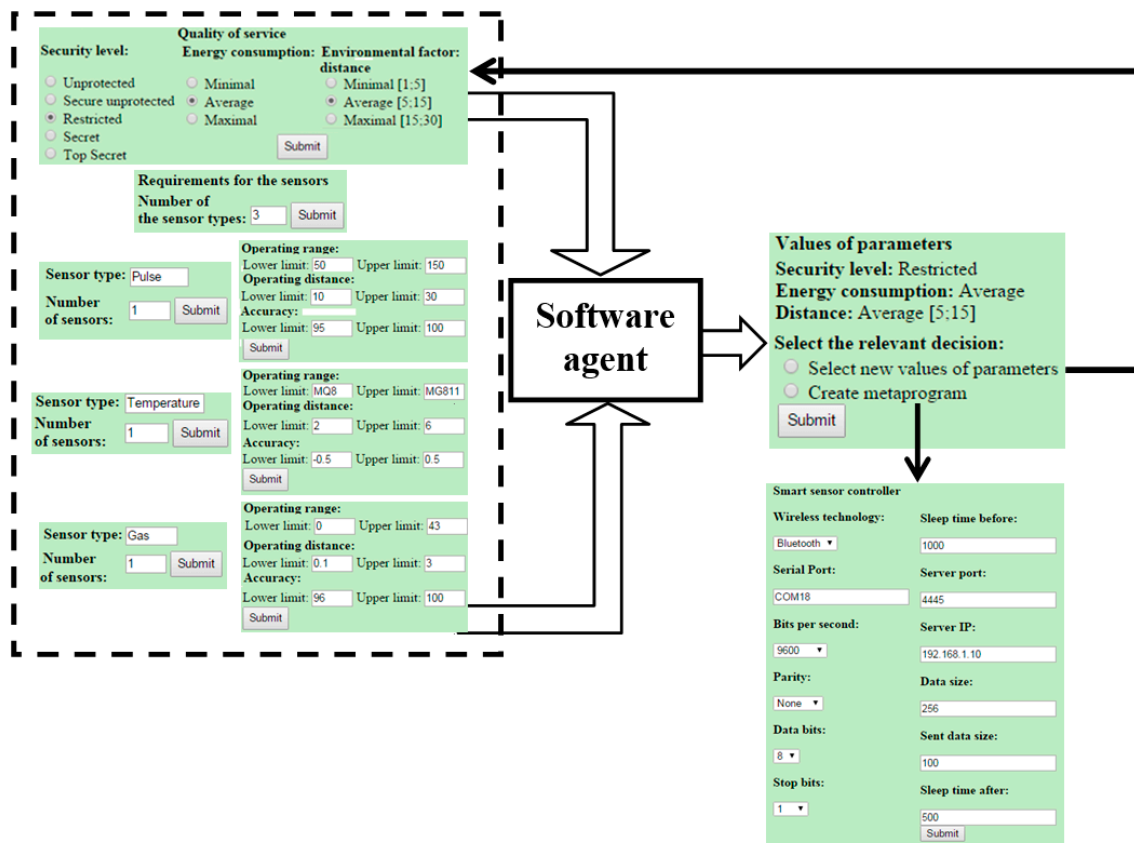 Quality of service
Security level:
Unprotected
Secure unprotected
Restricted
Secret
Top Secret
Energy consumption:
Minimal
Average
Maximal
Environmental factor:
distance
Minimal [1;5]
Average [5;15]
Maximal [15;30]
Submit
Requirements for the sensors
Number of
the sensor types: 3 Submit
Sensor type: Pulse
Number
of sensors: 1 Submit
Operating range:
Lower limit: 50 Upper limit: 150
Operating distance:
Lower limit: 10 Upper limit: 30
Accuracy:
Lower limit: 95 Upper limit: 100
Submit
Sensor type: Temperature
Number
of sensors: 1 Submit
Operating range:
Lower limit: MQ8 Upper limit: MG811
Operating distance:
Lower limit: 2 Upper limit: 6
Accuracy:
Lower limit: -0.5 Upper limit: 0.5
Submit
Sensor type: Gas
Number
of sensors: 1 Submit
Operating range:
Lower limit: 0 Upper limit: 43
Operating distance:
Lower limit: 0.1 Upper limit: 3
Accuracy:
Lower limit: 96 Upper limit: 100
Submit
Software
agent
Values of parameters
Security level: Restricted
Energy consumption: Average
Distance: Average [5;15]
Select the relevant decision:
Select new values of parameters
Create metaprogram
Submit
Smart sensor controller
Wireless technology:
Bluetooth
Serial Port:
COM18
Bits per second:
9600
Parity:
None
Data bits:
8
Stop bits:
1
Sleep time before:
1000
Server port:
4445
Server IP:
192.168.1.10
Data size:
256
Sent data size:
100
Sleep time after:
500
Submit